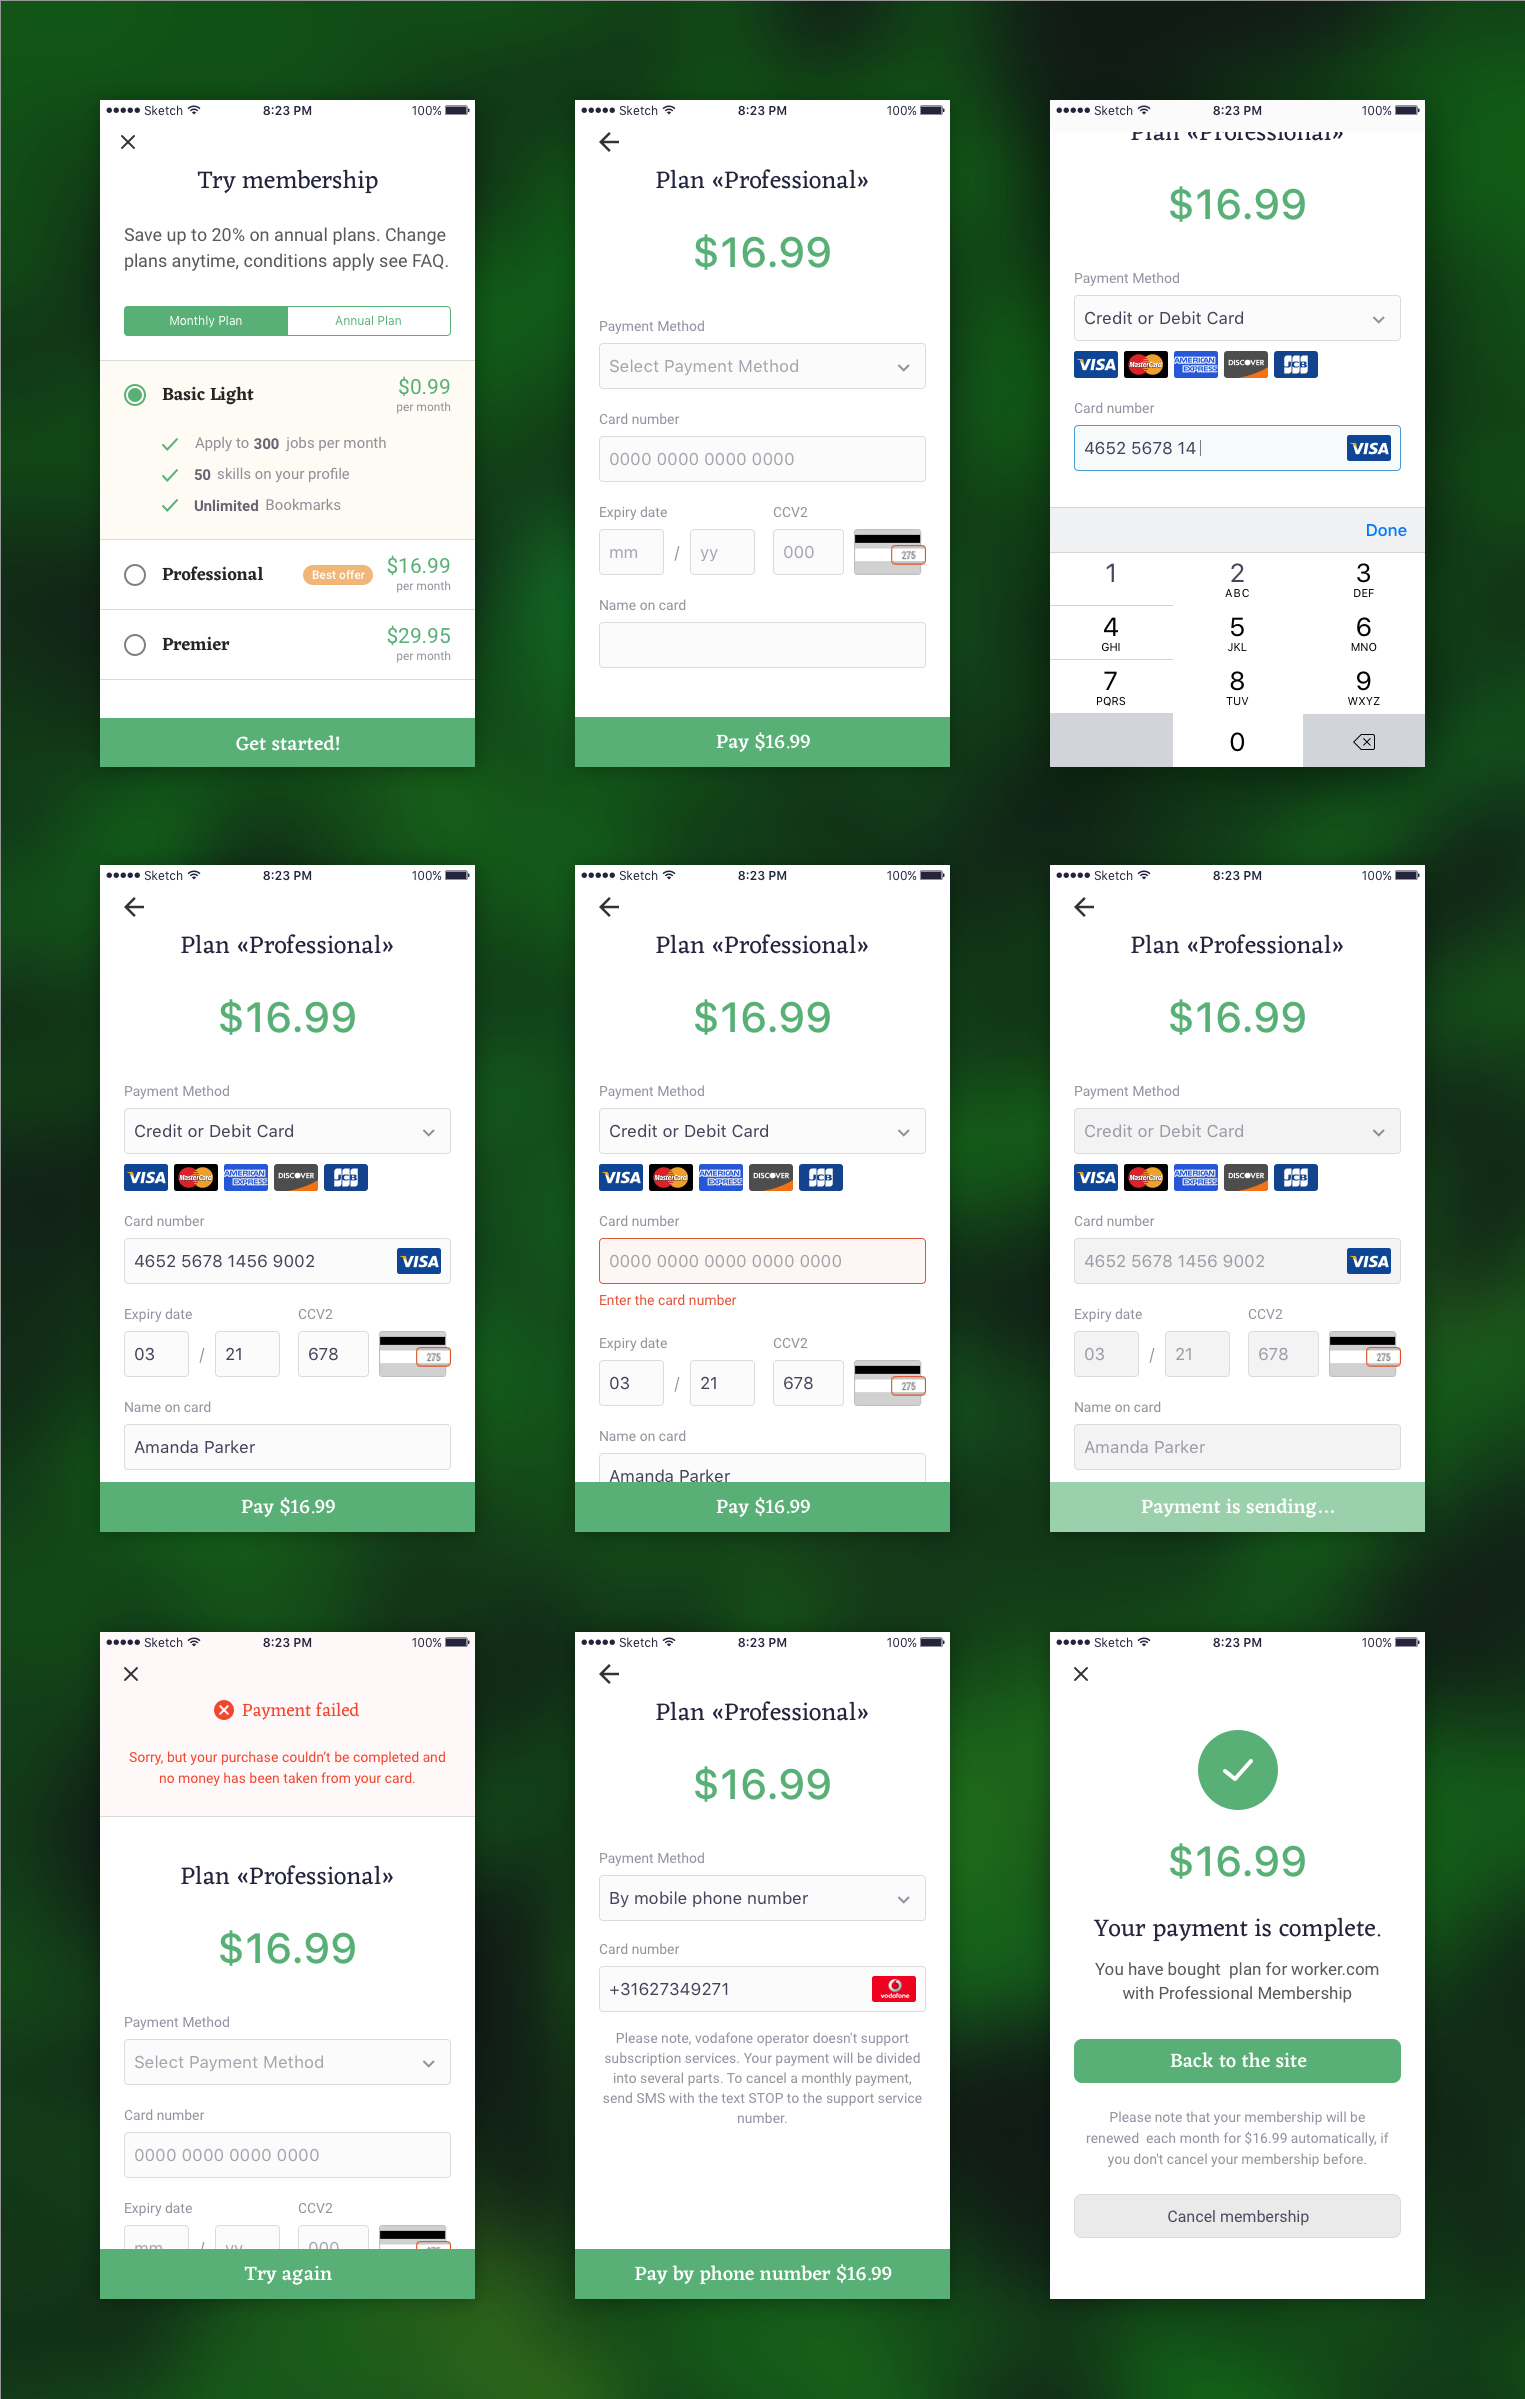 Sketch 8:23 PM 100%
Try membership
Save up to 20% on annual plans. Change
plans anytime, conditions apply see FAQ.
Monthly Plan Annual Plan
Basic Light $0.99
per month
Apply to 300 jobs per month
50 skills on your profile
Unlimited Bookmarks
Professional Best offer $16.99
per month
Premier $29.95
per month
Get started!
Sketch 8:23 PM 100%
Plan «Professional»
$16.99
Payment Method
Select Payment Method
Card number
0000 0000 0000 0000
Expiry date CCV2
mm / yy 000 275
Name on card
Pay $16.99
Sketch 8:23 PM 100%
Plan «Professional»
$16.99
Payment Method
Credit or Debit Card
VISA MasterCard AMERICAN EXPRESS DISCOVER JCB
Card number
4652 5678 14 VISA
Done
1 2 3
ABC DEF
4 5 6
GHI JKL MNO
7 8 9
PQRS TUV WXYZ
0
Sketch 8:23 PM 100%
Plan «Professional»
$16.99
Payment Method
Credit or Debit Card
VISA MasterCard AMERICAN EXPRESS DISCOVER JCB
Card number
4652 5678 1456 9002 VISA
Expiry date CCV2
03 / 21 678 275
Name on card
Amanda Parker
Pay $16.99
Sketch 8:23 PM 100%
Plan «Professional»
$16.99
Payment Method
Credit or Debit Card
VISA MasterCard AMERICAN EXPRESS DISCOVER JCB
Card number
0000 0000 0000 0000 0000
Enter the card number
Expiry date CCV2
03 / 21 678 275
Name on card
Amanda Parker
Pay $16.99
Sketch 8:23 PM 100%
Plan «Professional»
$16.99
Payment Method
Credit or Debit Card
VISA MasterCard AMERICAN EXPRESS DISCOVER JCB
Card number
4652 5678 1456 9002 VISA
Expiry date CCV2
03 / 21 678 275
Name on card
Amanda Parker
Payment is sending...
Sketch 8:23 PM 100%
Payment failed
Sorry, but your purchase couldn't be completed and
no money has been taken from your card.
Plan «Professional»
$16.99
Payment Method
Select Payment Method
Card number
0000 0000 0000 0000
Expiry date CCV2
mm / yy 000 275
Try again
Sketch 8:23 PM 100%
Plan «Professional»
$16.99
Payment Method
By mobile phone number
Card number
+31627349271 vodafone
Please note, vodafone operator doesn't support
subscription services. Your payment will be divided
into several parts. To cancel a monthly payment,
send SMS with the text STOP to the support service
number.
Pay by phone number $16.99
Sketch 8:23 PM 100%
$16.99
Your payment is complete.
You have bought plan for worker.com
with Professional Membership
Back to the site
Please note that your membership will be
renewed each month for $16.99 automatically, if
you don't cancel your membership before.
Cancel membership